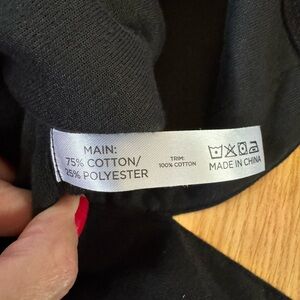 MAIN:
75% COTTON/
25% POLYESTER
TRIM:
100% COTTON
MADE IN CHINA